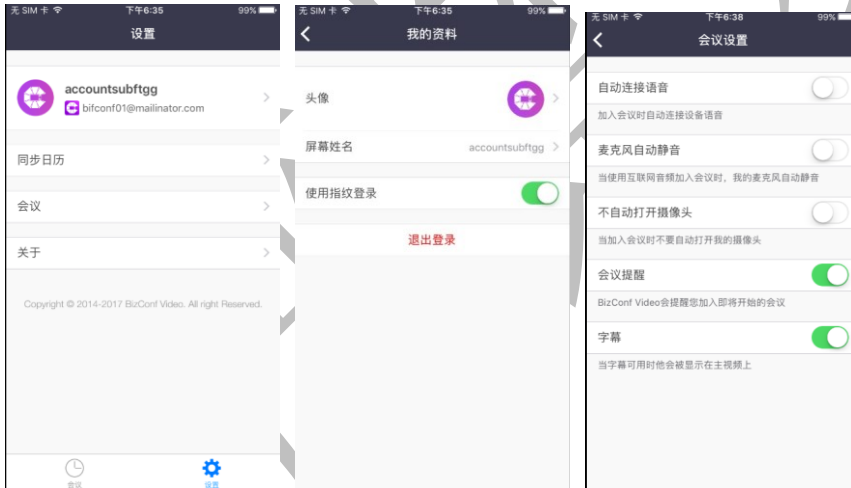 无 SIM 卡 下午6:35 99%
设置
accountsubftgg
bifconf01@mailinator.com
同步日历
会议
关于
Copyright © 2014-2017 BizConf Video. All right Reserved.
会议
设置
无 SIM 卡 下午6:35 99%
我的资料
头像
屏幕姓名 accountsubftgg
使用指纹登录
退出登录
无 SIM 卡 下午6:38 99%
会议设置
自动连接语音
加入会议时自动连接设备语音
麦克风自动静音
当使用互联网音频加入会议时，我的麦克风自动静音
不自动打开摄像头
当加入会议时不要自动打开我的摄像头
会议提醒
BizConf Video会提醒您加入即将开始的会议
字幕
当字幕可用时他会被显示在主视频上